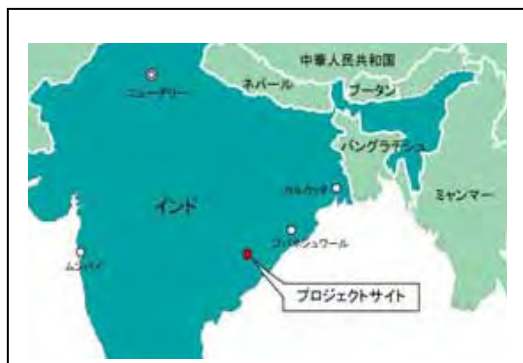 中華人民共和国
ネパール
ブータン
ニューデリー
バングラデシュ
カルカッタ
ミャンマー
インド
ブバネシュワール
ムンバイ
プロジェクトサイト